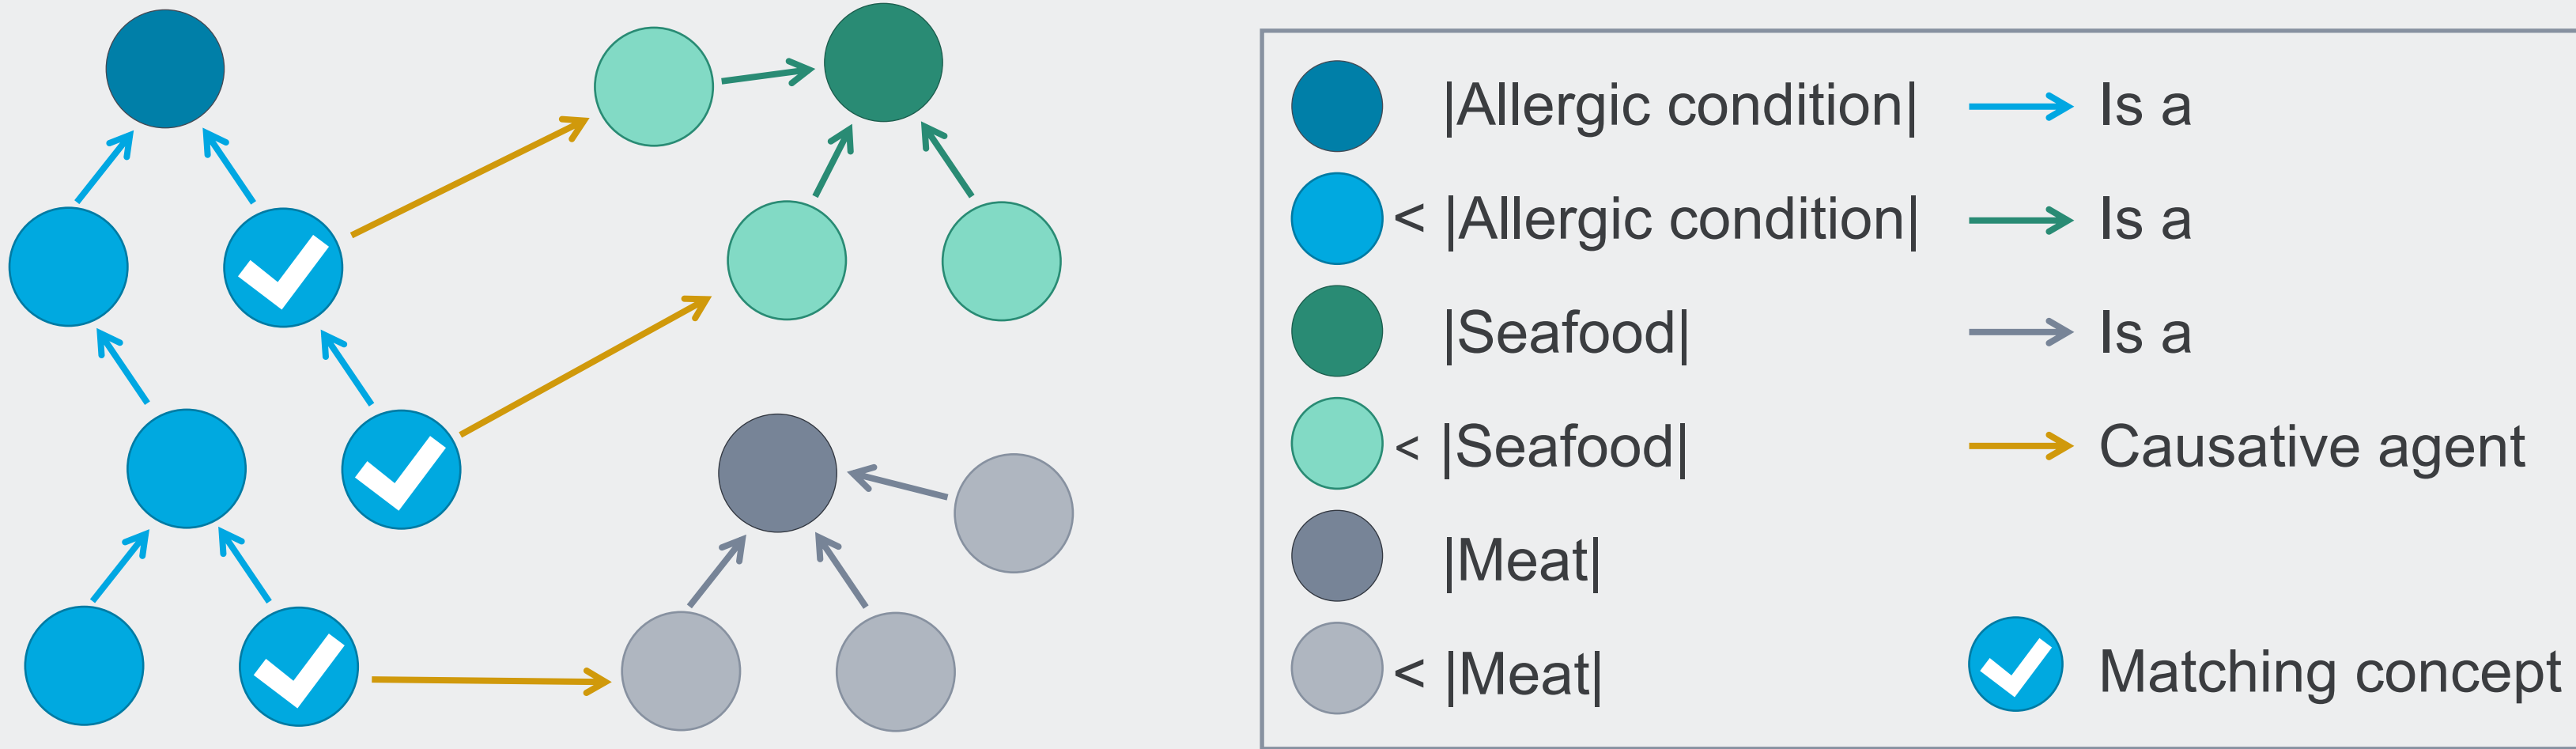 |Allergic condition| Is a
< |Allergic condition| Is a
|Seafood| Is a
< |Seafood| Causative agent
|Meat|
< |Meat| Matching concept